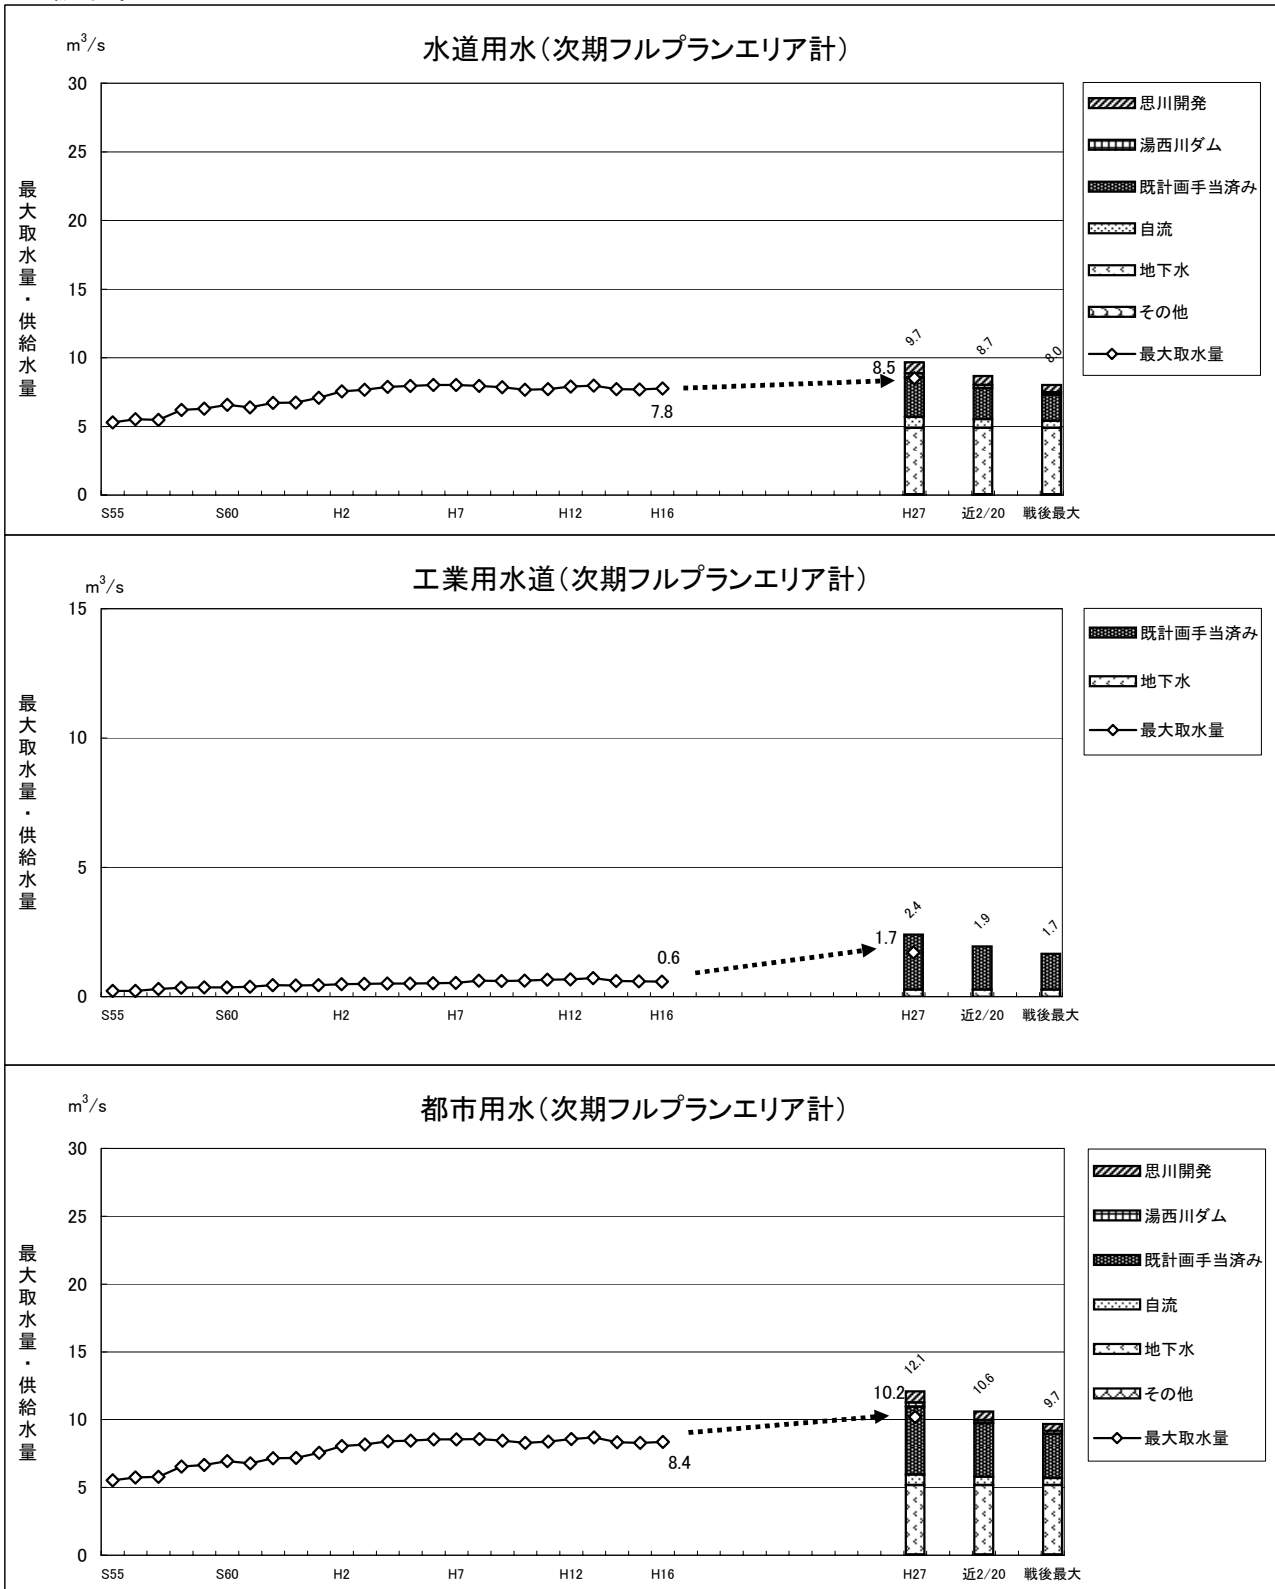 m³/s
水道用水(次期フルプランエリア計)
最大取水量・供給水量
30
25
20
15
10
5
0
S55
S60
H2
H7
H12
H16
H27
近2/20
戦後最大
7.8
8.5
9.7
8.7
8.0
思川開発
湯西川ダム
既計画手当済み
自流
地下水
その他
最大取水量
m³/s
工業用水道(次期フルプランエリア計)
最大取水量・供給水量
15
10
5
0
S55
S60
H2
H7
H12
H16
H27
近2/20
戦後最大
0.6
1.7
2.4
1.9
1.7
既計画手当済み
地下水
最大取水量
m³/s
都市用水(次期フルプランエリア計)
最大取水量・供給水量
30
25
20
15
10
5
0
S55
S60
H2
H7
H12
H16
H27
近2/20
戦後最大
8.4
10.2
12.1
10.6
9.7
思川開発
湯西川ダム
既計画手当済み
自流
地下水
その他
最大取水量